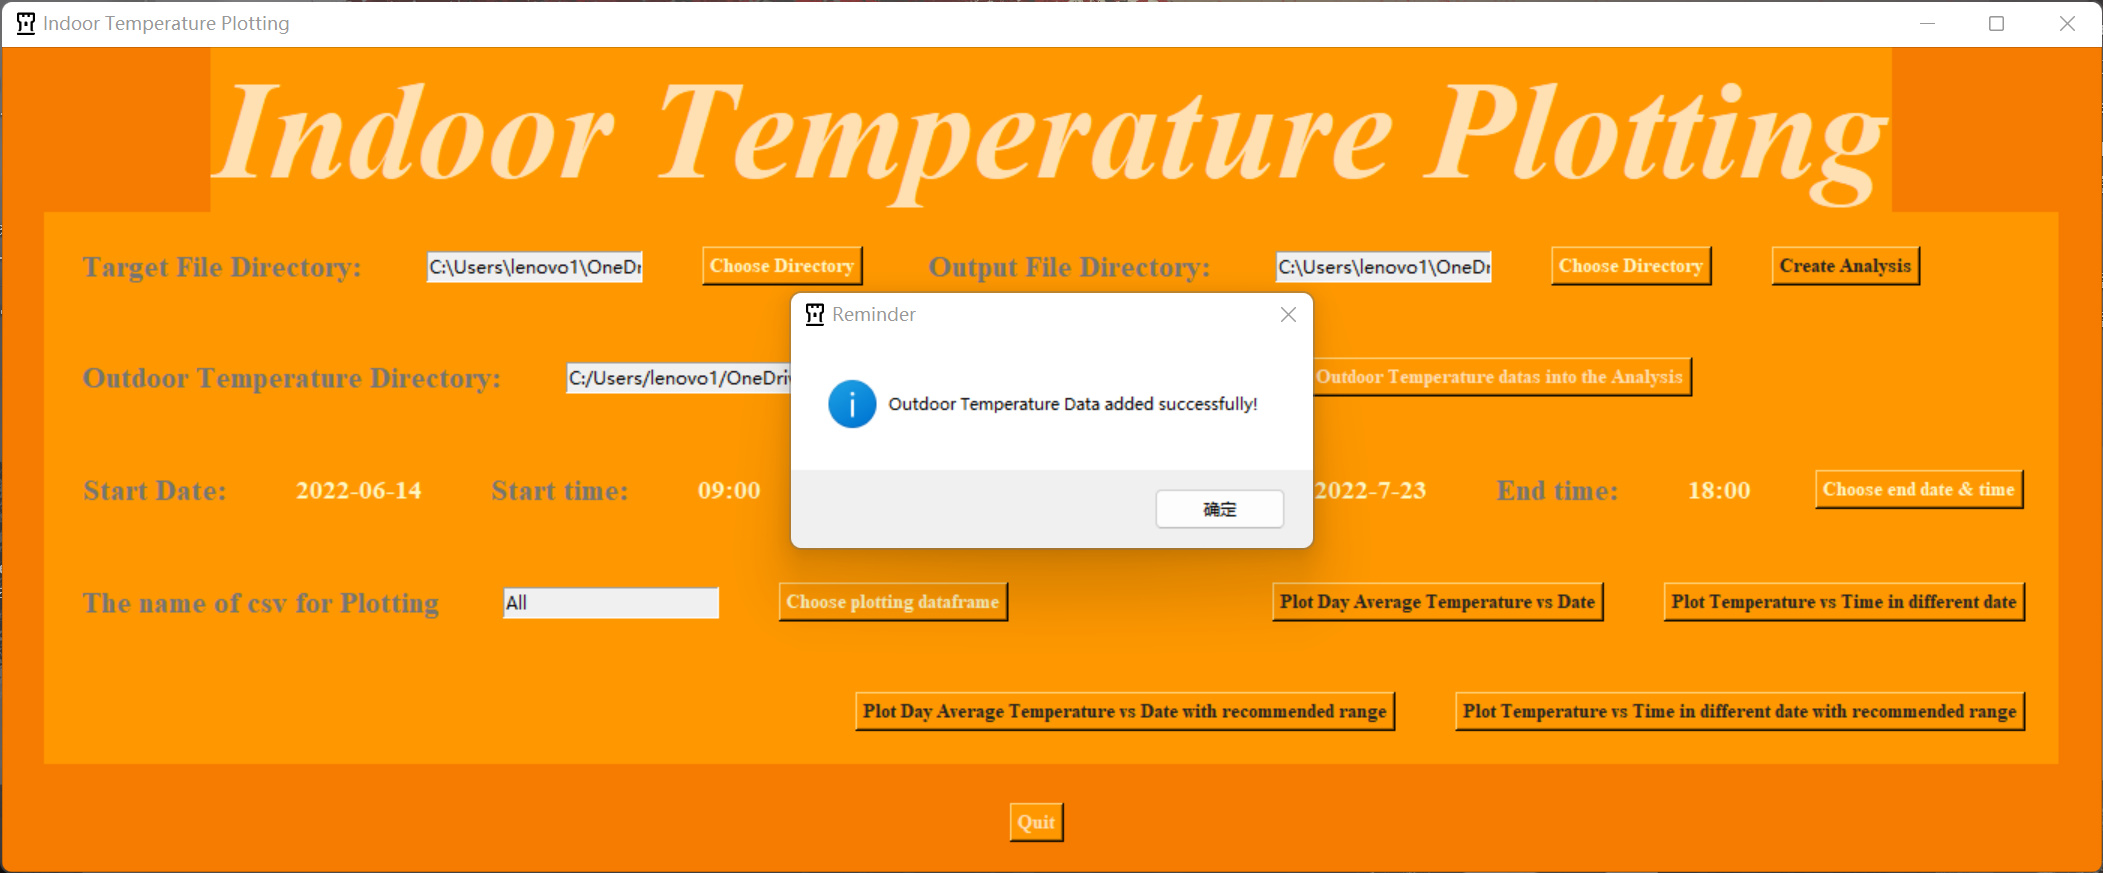 Indoor Temperature Plotting
Indoor Temperature Plotting
Target File Directory: C:\Users\lenovo1\OneDr Choose Directory Output File Directory: C:\Users\lenovo1\OneDr Choose Directory Create Analysis
Reminder
Outdoor Temperature Directory: C:/Users/lenovo1/OneDriv Outdoor Temperature datas into the Analysis
Outdoor Temperature Data added successfully!
Start Date: 2022-06-14 Start time: 09:00 2022-7-23 End time: 18:00 Choose end date & time
确定
The name of csv for Plotting All Choose plotting dataframe Plot Day Average Temperature vs Date Plot Temperature vs Time in different date
Plot Day Average Temperature vs Date with recommended range Plot Temperature vs Time in different date with recommended range
Quit